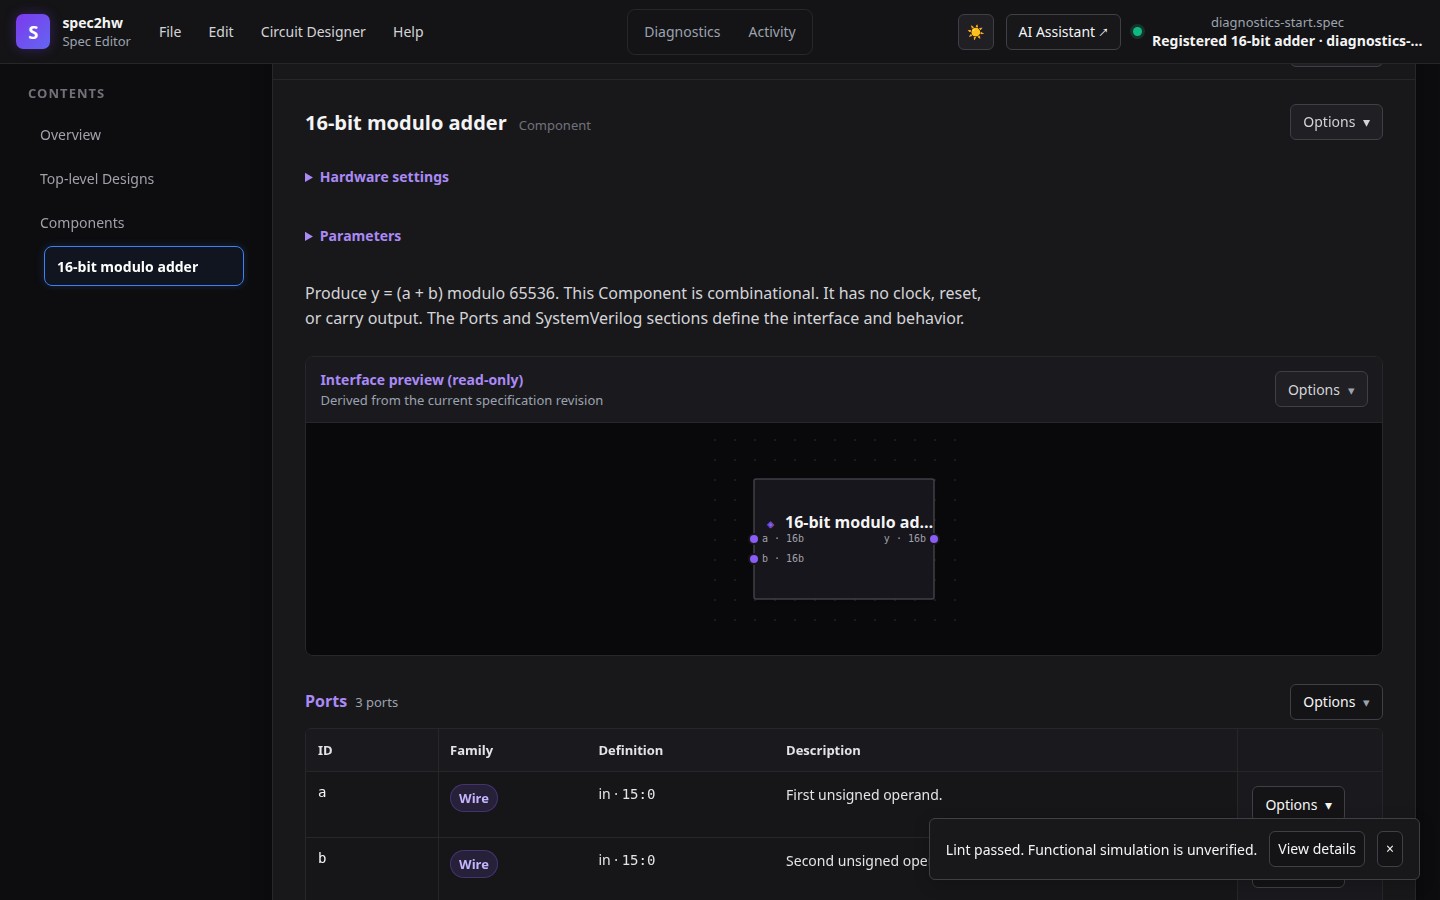 S
spec2hw
Spec Editor
File
Edit
Circuit Designer
Help
Diagnostics
Activity
AI Assistant ↗
diagnostics-start.spec
Registered 16-bit adder · diagnostics-...
CONTENTS
Overview
Top-level Designs
Components
16-bit modulo adder
16-bit modulo adder Component
Options ▾
▶ Hardware settings
▶ Parameters
Produce y = (a + b) modulo 65536. This Component is combinational. It has no clock, reset,
or carry output. The Ports and SystemVerilog sections define the interface and behavior.
Interface preview (read-only)
Derived from the current specification revision
Options ▾
16-bit modulo ad...
a · 16b
y · 16b
b · 16b
Ports 3 ports
Options ▾
ID Family Definition Description
a Wire in · 15:0 First unsigned operand.
Options ▾
b Wire in · 15:0 Second unsigned ope
Lint passed. Functional simulation is unverified.
View details
×